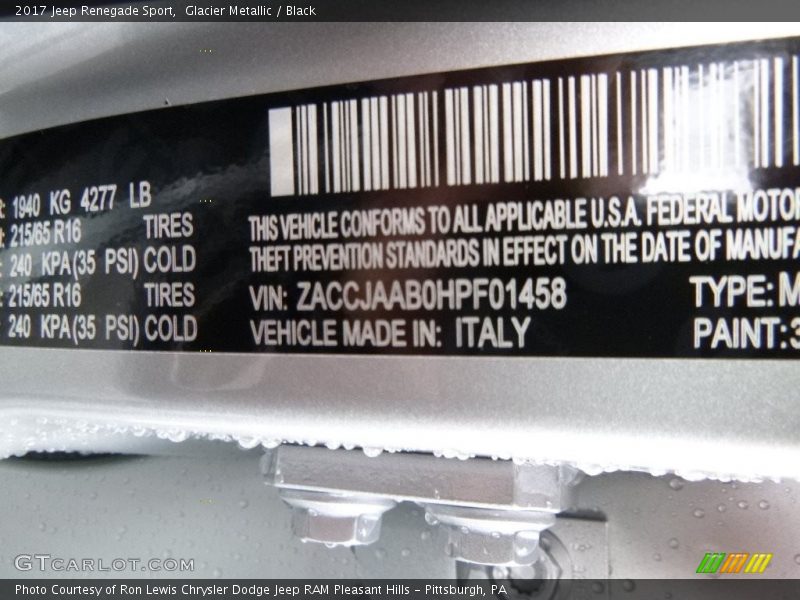 2017 Jeep Renegade Sport,  Glacier Metallic / Black
1940 KG 4277 LB
215/65 R16 TIRES
240 KPA(35 PSI) COLD
215/65 R16 TIRES
240 KPA(35 PSI) COLD
THIS VEHICLE CONFORMS TO ALL APPLICABLE U.S.A. FEDERAL MOTOR
THEFT PREVENTION STANDARDS IN EFFECT ON THE DATE OF MANUFA
VIN: ZACCJAAB0HPF01458 TYPE: M
VEHICLE MADE IN: ITALY PAINT:3
GTCARLOT.COM
Photo Courtesy of Ron Lewis Chrysler Dodge Jeep RAM Pleasant Hills – Pittsburgh, PA